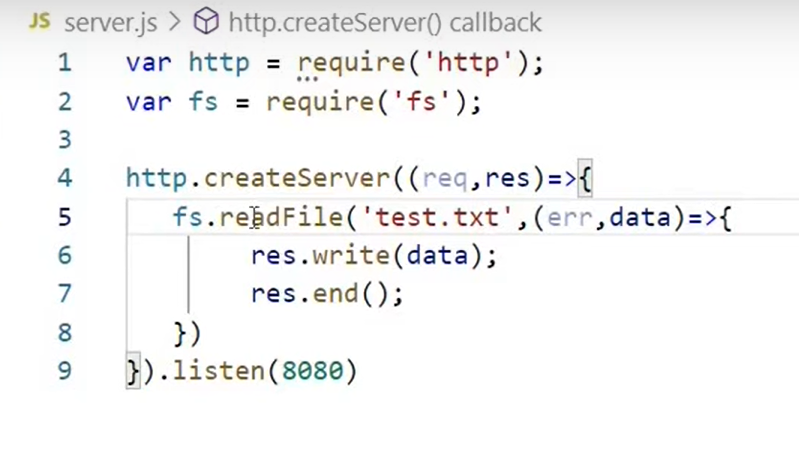 JS server.js > http.createServer() callback
1 var http = require('http');
2 var fs = require('fs');
3
4 http.createServer((req,res)=>{
5 fs.readFile('test.txt',(err,data)=>{
6 res.write(data);
7 res.end();
8 })
9 }).listen(8080)